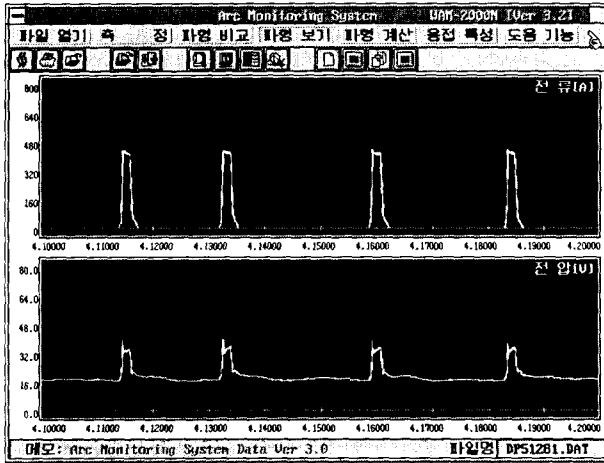 Arc Monitoring System WAM-2000N [Ver 3.2]
파일 열기 측 정 파형 비교 파형 보기 파형 계산 용접 특성 도움 기능
전 류[A]
800
640
480
320
160
0
4.10000 4.11000 4.12000 4.13000 4.14000 4.15000 4.16000 4.17000 4.18000 4.19000 4.20000
전 압[V]
80.0
64.0
48.0
32.0
16.0
0.0
4.10000 4.11000 4.12000 4.13000 4.14000 4.15000 4.16000 4.17000 4.18000 4.19000 4.20000
메모: Arc Monitoring System Data Ver 3.0 파일명 DP51281.DAT